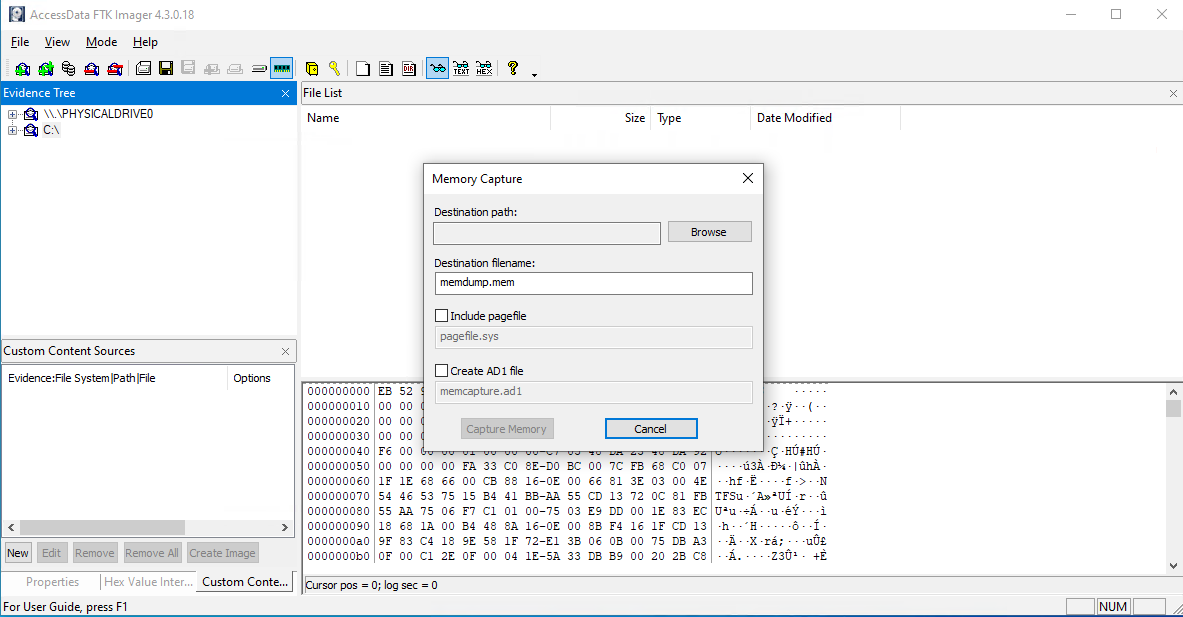 AccessData FTK Imager 4.3.0.18
File View Mode Help
Evidence Tree
File List
\\.\PHYSICALDRIVE0
C:\
Name Size Type Date Modified
Memory Capture
Destination path:
Browse
Destination filename:
memdump.mem
Include pagefile
pagefile.sys
Create AD1 file
memcapture.ad1
Capture Memory Cancel
Custom Content Sources
Evidence:File System|Path|File Options
New Edit Remove Remove All Create Image
Properties Hex Value Inter... Custom Conte...
000000000 EB 52
000000010 00 00 ?·ÿ··(··
000000020 00 00 ·ÿÏ+·····
000000030 00 00
000000040 F6 00 00 00 Ç·HÚ#HÚ·
000000050 00 00 00 00 FA 33 C0 8E-D0 BC 00 7C FB 68 C0 07 ····ú3À·Ð¼·|ûhÀ·
000000060 1F 1E 68 66 00 CB 88 16-0E 00 66 81 3E 03 00 4E ··hf·Ë····f·>··N
000000070 54 46 53 75 15 B4 41 BB-AA 55 CD 13 72 0C 81 FB TFSu·´A»ªUÍ·r··û
000000080 55 AA 75 06 F7 C1 01 00-75 03 E9 DD 00 1E 83 EC Uªu·÷Á··u·éÝ···ì
000000090 18 68 1A 00 B4 48 8A 16-0E 00 8B F4 16 1F CD 13 ·h··´H·····ô··Í·
0000000a0 9F 83 C4 18 9E 58 1F 72-E1 3B 06 0B 00 75 DB A3 ··Ä··X·rá;···uÛ£
0000000b0 0F 00 C1 2E 0F 00 04 1E-5A 33 DB B9 00 20 2B C8 ··Á.····Z3Û¹· +È
Cursor pos = 0; log sec = 0
For User Guide, press F1
NUM